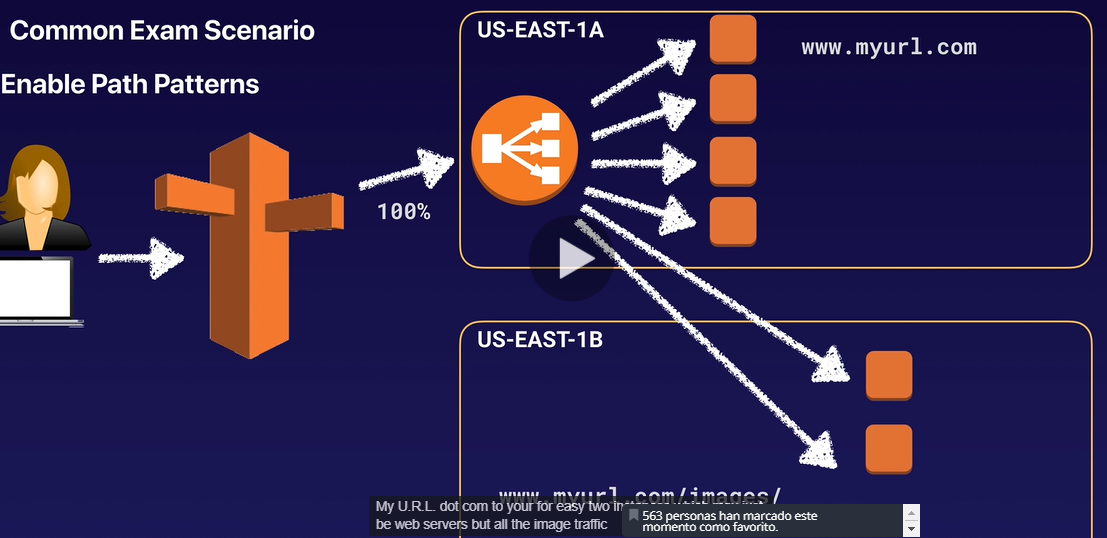 Common Exam Scenario
Enable Path Patterns
100%
US-EAST-1A
www.myurl.com
US-EAST-1B
www.myurl.com/images/
My U.R.L. dot com to your for easy two
be web servers but all the image traffic
563 personas han marcado este
momento como favorito.